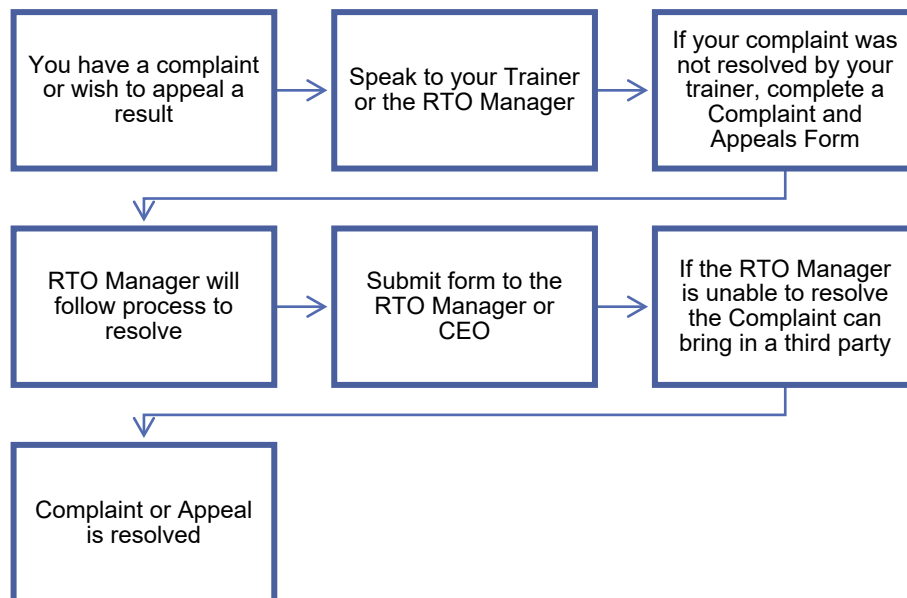 You have a complaint
or wish to appeal a
result
Speak to your Trainer
or the RTO Manager
If your complaint was
not resolved by your
trainer, complete a
Complaint and
Appeals Form
RTO Manager will
follow process to
resolve
Submit form to the
RTO Manager or
CEO
If the RTO Manager
is unable to resolve
the Complaint can
bring in a third party
Complaint or Appeal
is resolved